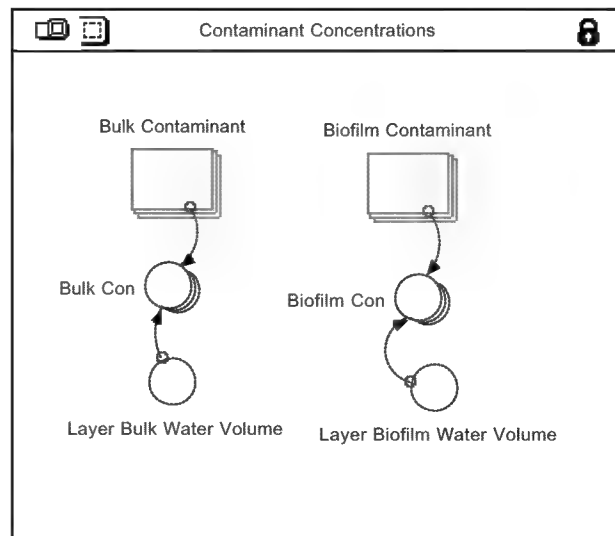 Contaminant Concentrations
Bulk Contaminant
Biofilm Contaminant
Bulk Con
Biofilm Con
Layer Bulk Water Volume
Layer Biofilm Water Volume